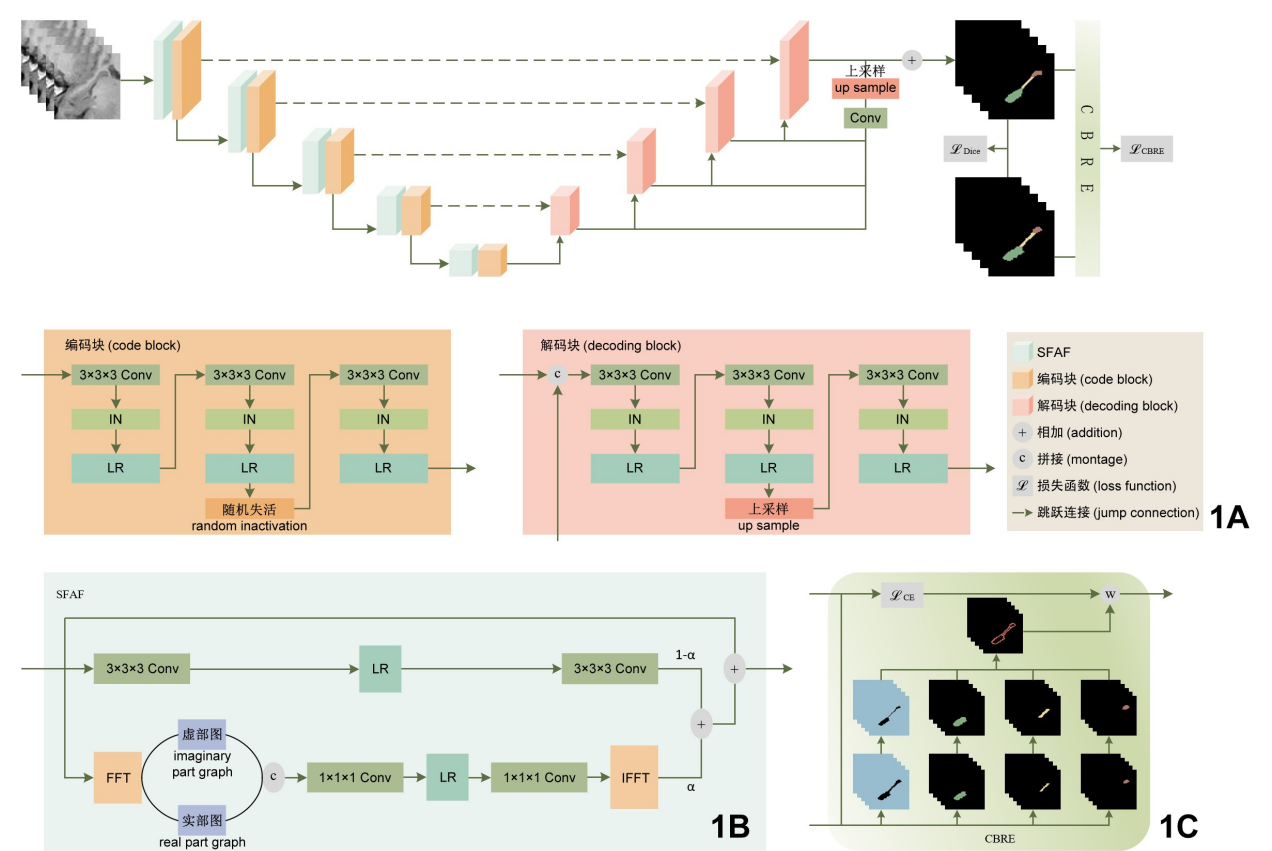 上采样
up sample
+
Conv
ℒ Dice
C B R E
ℒ CBRE
编码块 (code block)
3×3×3 Conv
3×3×3 Conv
3×3×3 Conv
IN
IN
IN
LR
LR
LR
随机失活
random inactivation
解码块 (decoding block)
c
3×3×3 Conv
3×3×3 Conv
3×3×3 Conv
IN
IN
IN
LR
LR
LR
上采样
up sample
SFAF
编码块 (code block)
解码块 (decoding block)
+ 相加 (addition)
c 拼接 (montage)
ℒ 损失函数 (loss function)
跳跃连接 (jump connection)
1A
SFAF
3×3×3 Conv
LR
3×3×3 Conv
1-α
+
+
FFT
虚部图
imaginary
part graph
实部图
real part graph
c
1×1×1 Conv
LR
1×1×1 Conv
IFFT
α
1B
ℒ CE
w
CBRE
1C